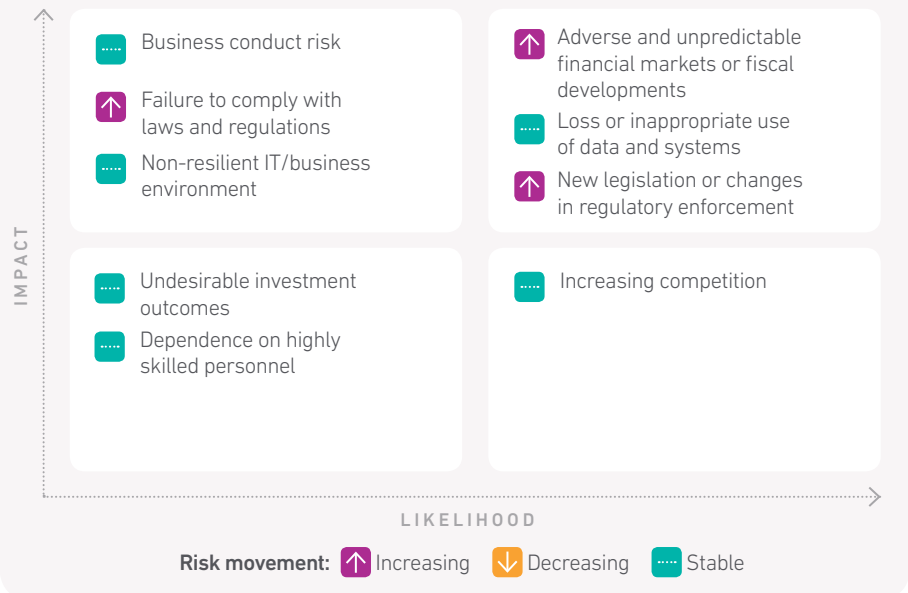 Business conduct risk
Failure to comply with
laws and regulations
Non-resilient IT/business
environment
Adverse and unpredictable
financial markets or fiscal
developments
Loss or inappropriate use
of data and systems
New legislation or changes
in regulatory enforcement
IMPACT
Undesirable investment
outcomes
Dependence on highly
skilled personnel
Increasing competition
LIKELIHOOD
Risk movement: Increasing Decreasing Stable